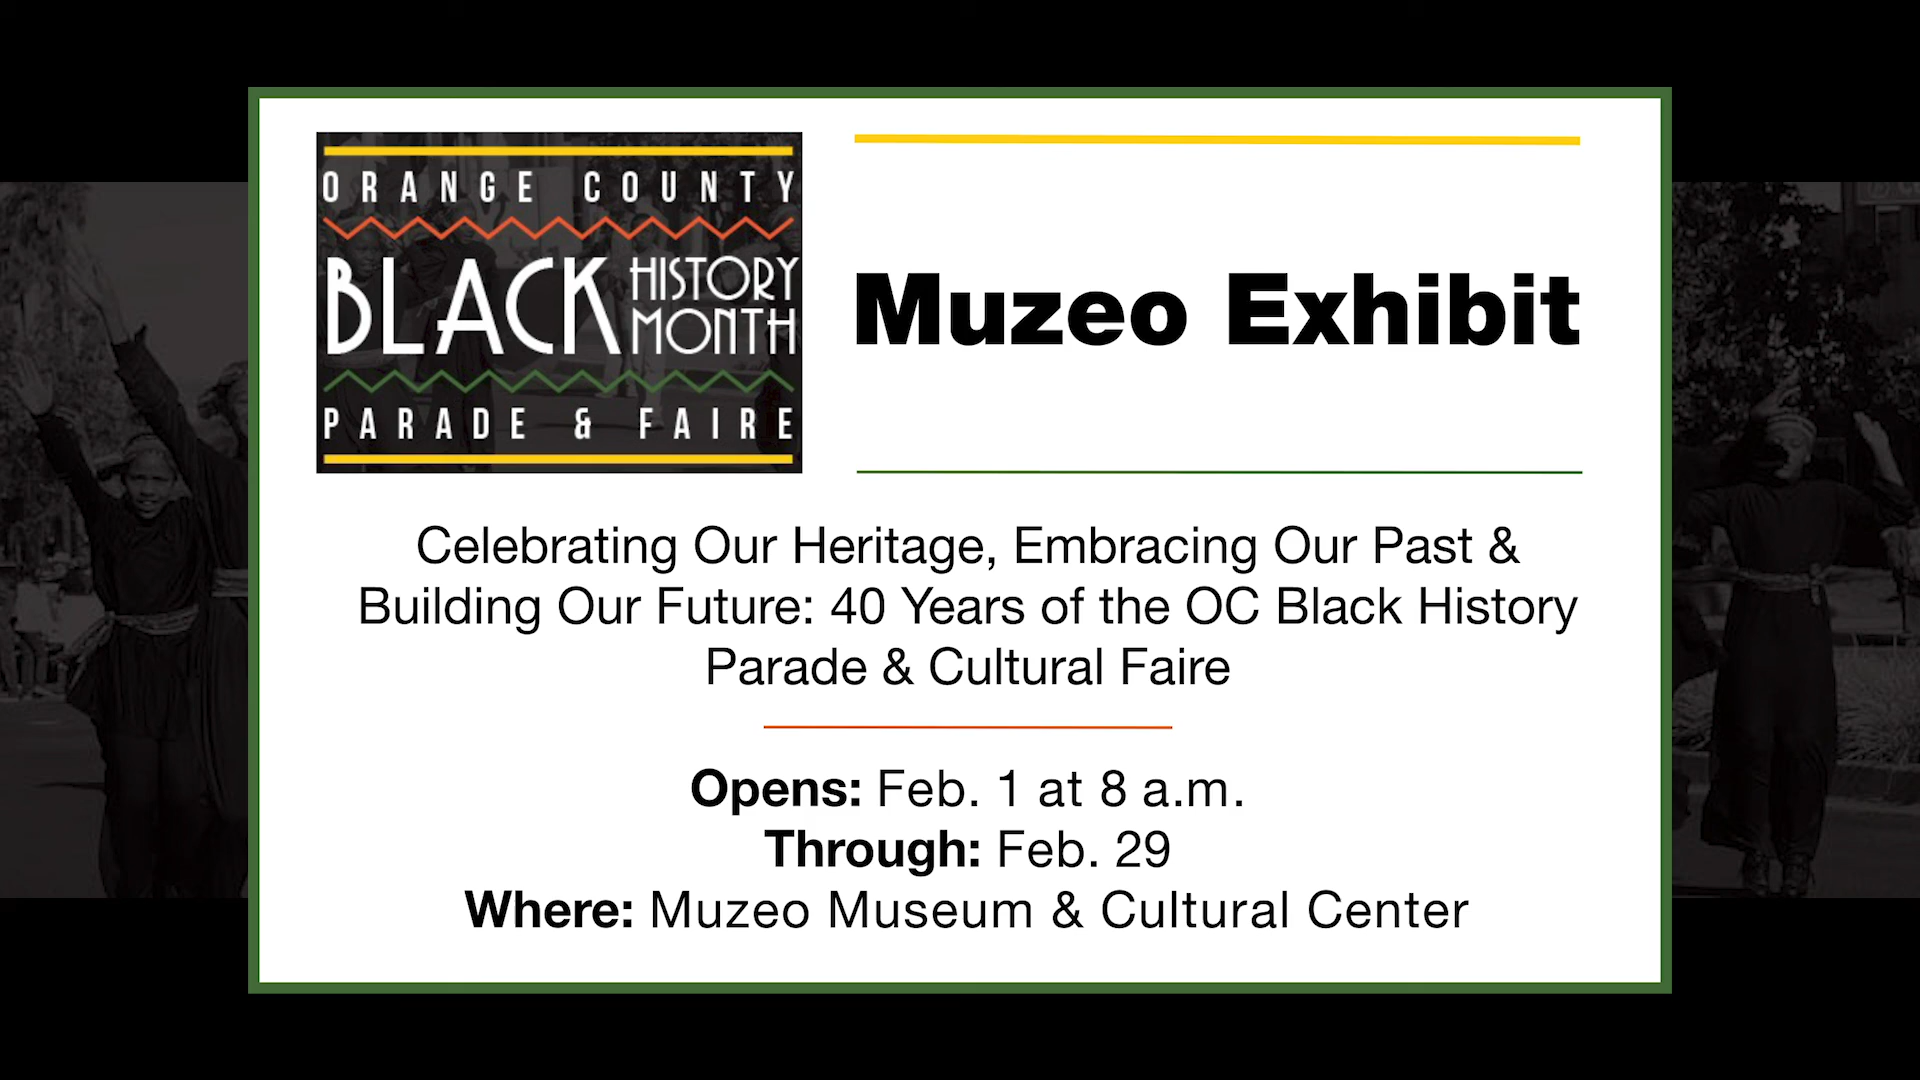 ORANGE COUNTY
BLACK HISTORY MONTH
PARADE & FAIRE
Muzeo Exhibit
Celebrating Our Heritage, Embracing Our Past &
Building Our Future: 40 Years of the OC Black History
Parade & Cultural Faire
Opens: Feb. 1 at 8 a.m.
Through: Feb. 29
Where: Muzeo Museum & Cultural Center